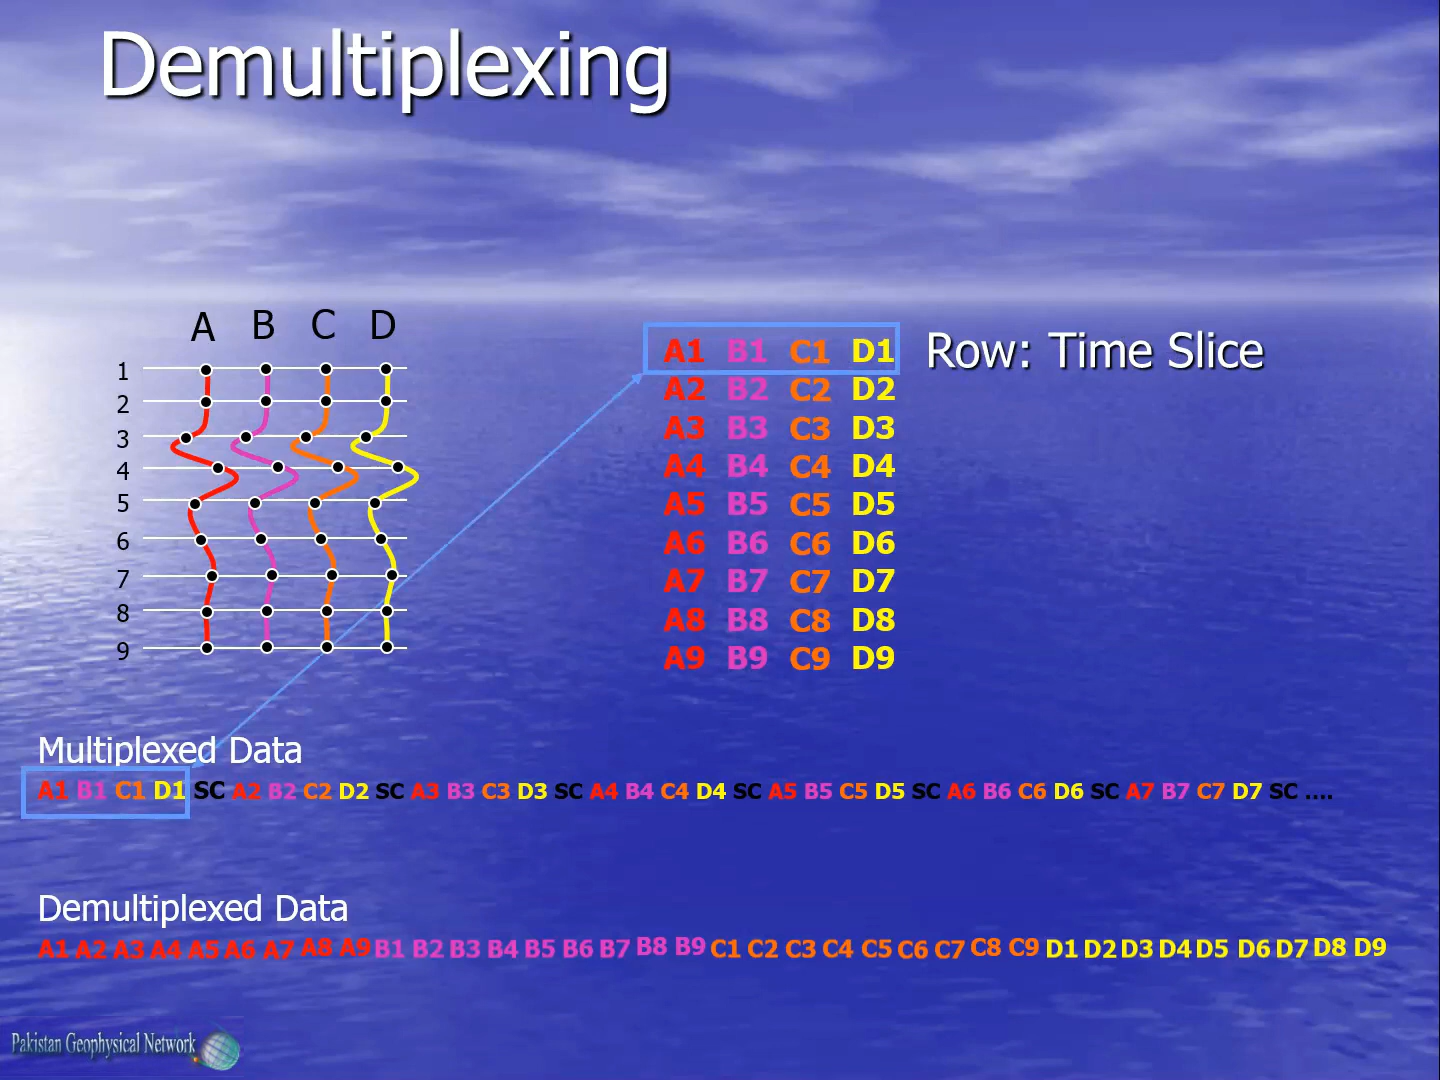 Demultiplexing
A B C D
1
2
3
4
5
6
7
8
9
A1 B1 C1 D1
A2 B2 C2 D2
A3 B3 C3 D3
A4 B4 C4 D4
A5 B5 C5 D5
A6 B6 C6 D6
A7 B7 C7 D7
A8 B8 C8 D8
A9 B9 C9 D9
Row: Time Slice
Multiplexed Data
A1 B1 C1 D1 SC A2 B2 C2 D2 SC A3 B3 C3 D3 SC A4 B4 C4 D4 SC A5 B5 C5 D5 SC A6 B6 C6 D6 SC A7 B7 C7 D7 SC ....
Demultiplexed Data
A1 A2 A3 A4 A5 A6 A7 A8 A9 B1 B2 B3 B4 B5 B6 B7 B8 B9 C1 C2 C3 C4 C5 C6 C7 C8 C9 D1 D2 D3 D4 D5 D6 D7 D8 D9
Pakistan Geophysical Network